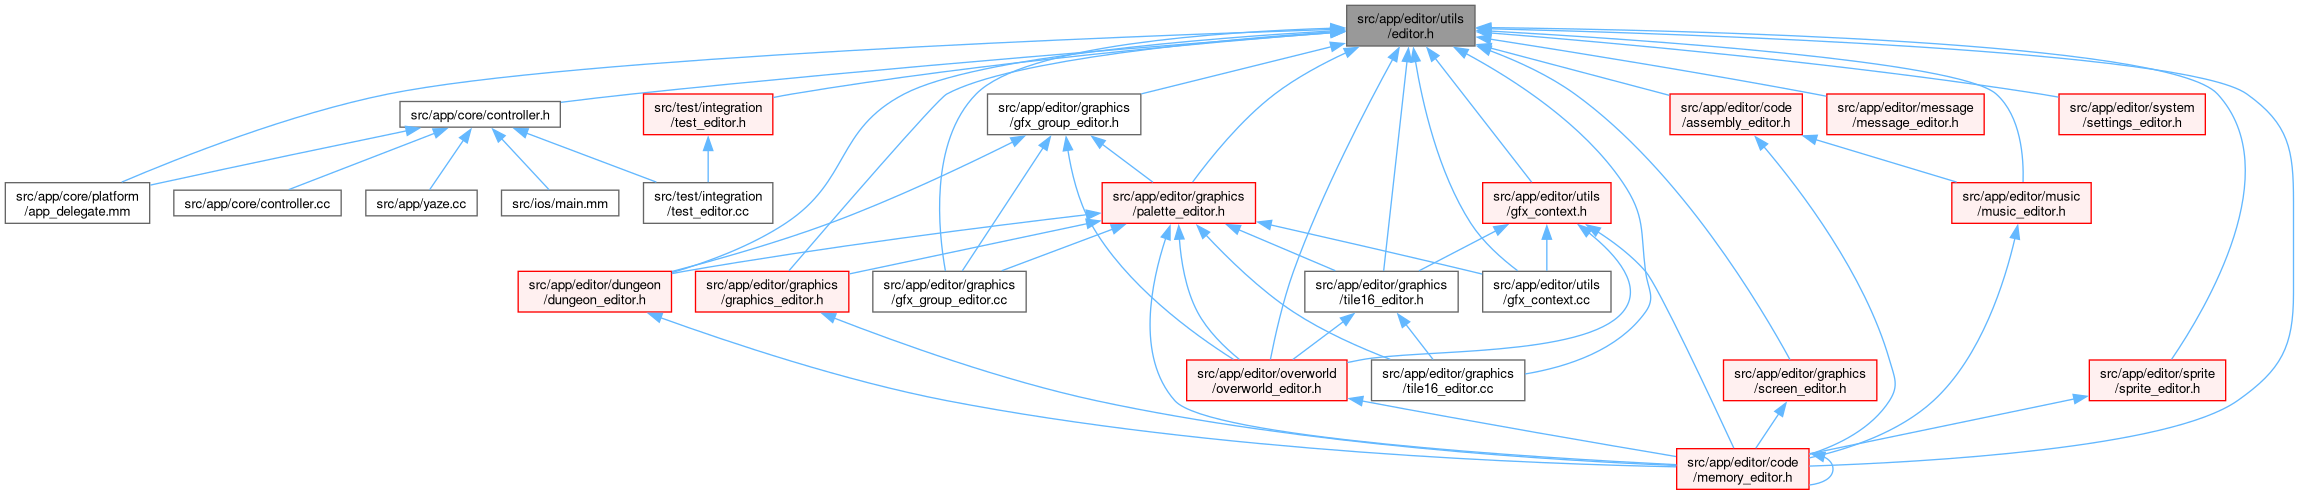 src/app/editor/utils
/editor.h
src/app/core/controller.h
src/test/integration
/test_editor.h
src/app/editor/graphics
/gfx_group_editor.h
src/app/editor/code
/assembly_editor.h
src/app/editor/message
/message_editor.h
src/app/editor/system
/settings_editor.h
src/app/core/platform
/app_delegate.mm
src/app/core/controller.cc
src/app/yaze.cc
src/ios/main.mm
src/test/integration
/test_editor.cc
src/app/editor/graphics
/palette_editor.h
src/app/editor/utils
/gfx_context.h
src/app/editor/music
/music_editor.h
src/app/editor/dungeon
/dungeon_editor.h
src/app/editor/graphics
/graphics_editor.h
src/app/editor/graphics
/gfx_group_editor.cc
src/app/editor/graphics
/tile16_editor.h
src/app/editor/utils
/gfx_context.cc
src/app/editor/overworld
/overworld_editor.h
src/app/editor/graphics
/tile16_editor.cc
src/app/editor/graphics
/screen_editor.h
src/app/editor/sprite
/sprite_editor.h
src/app/editor/code
/memory_editor.h